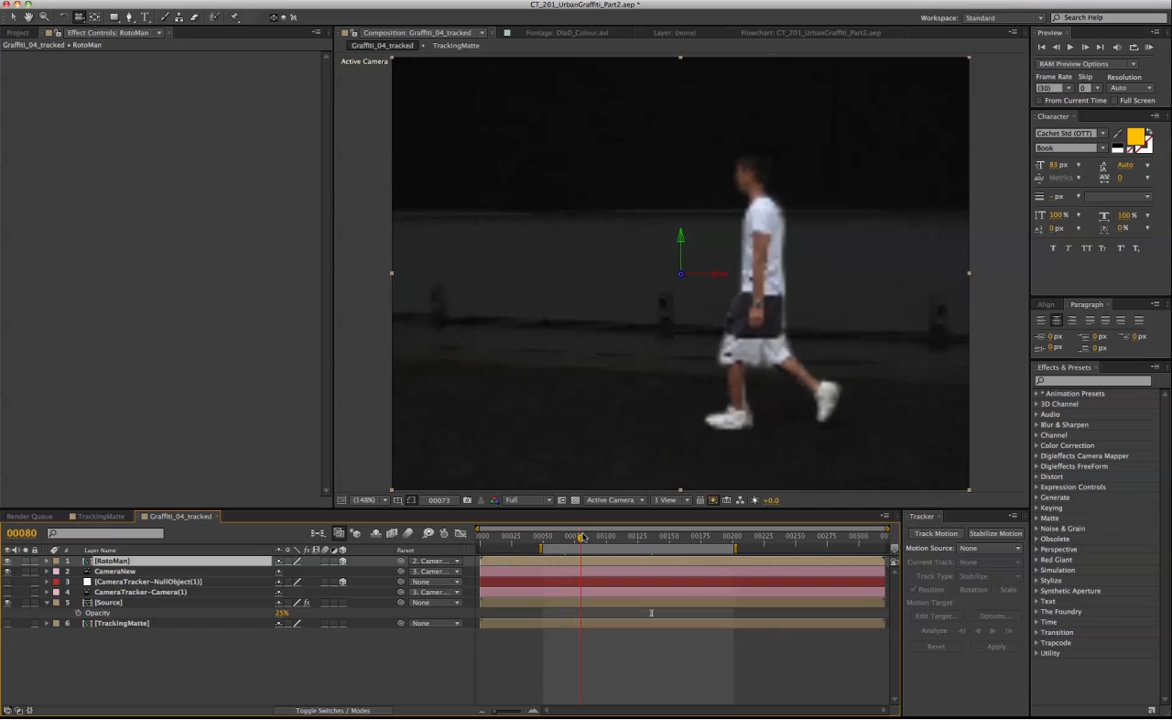 CT_201_UrbanGraffiti_Part2.aep *
Workspace: Standard
Search Help
Project
Effect Controls: RotoMan
Graffiti_04_tracked • RotoMan
Composition: Graffiti_04_tracked
Footage: DiaD_Colour.avi
Layer: (none)
Flowchart: CT_201_UrbanGraffiti_Part2.aep
Graffiti_04_tracked
TrackingMatte
Active Camera
Preview
RAM Preview Options
Frame Rate Skip Resolution
(30) 0 Auto
From Current Time Full Screen
Character
Cachet Std (OTT)
Book
83 px Auto
Metrics 0
- px
100 % 100 %
0 px 0 %
T T TT Tr T¹ T₁
Align Paragraph
0 px 0 px 0 px
0 px 0 px
Effects & Presets
* Animation Presets
3D Channel
Audio
Blur & Sharpen
Channel
Color Correction
Digieffects Camera Mapper
Digieffects FreeForm
Distort
Expression Controls
Generate
Keying
Matte
Noise & Grain
Obsolete
Perspective
Red Giant
Simulation
Stylize
Synthetic Aperture
Text
The Foundry
Time
Transition
Trapcode
Utility
(148%) 00073 Full Active Camera 1 View +0.0
Render Queue TrackingMatte Graffiti_04_tracked
00080
# Layer Name Parent
1 [RotoMan] 2. Camer...
2 CameraNew 3. Camer...
3 [CameraTracker-NullObject(1)] None
4 CameraTracker-Camera(1) 3. Camer...
5 [Source] None
Opacity 25%
6 [TrackingMatte] None
0000 00025 00050 00100 00125 00150 00175 00200 00225 00250 00275 00300
Toggle Switches / Modes
Tracker
Track Motion Stabilize Motion
Motion Source: None
Current Track: None
Track Type: Stabilize
Position Rotation Scale
Motion Target:
Edit Target... Options...
Analyze:
Reset Apply